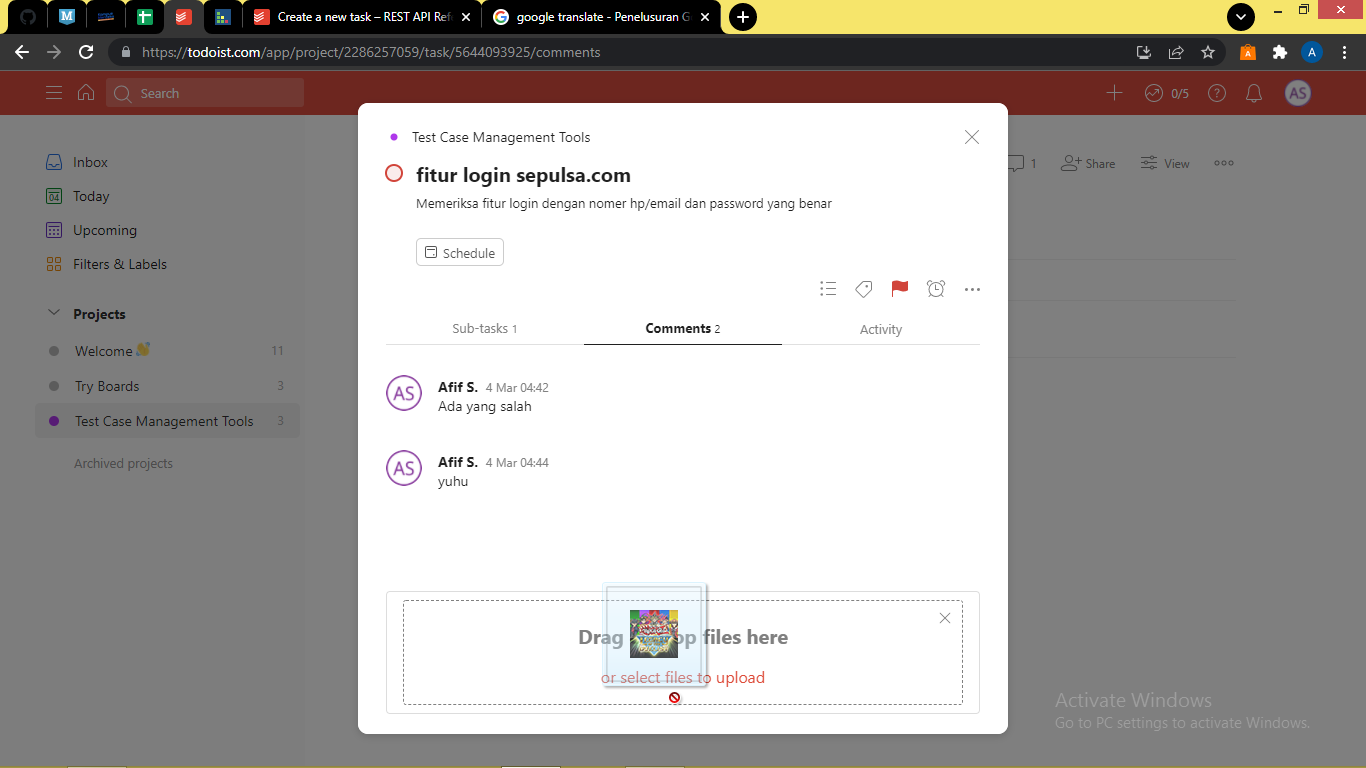 Create a new task – REST API Ref
google translate - Penelusuran G
https://todoist.com/app/project/2286257059/task/5644093925/comments
A
Search
0/5
AS
Inbox
04
Today
Upcoming
Filters & Labels
Projects
Welcome
11
Try Boards
3
Test Case Management Tools
3
Archived projects
1
Share
View
Test Case Management Tools
fitur login sepulsa.com
Memeriksa fitur login dengan nomer hp/email dan password yang benar
Schedule
Sub-tasks 1
Comments 2
Activity
AS
Afif S. 4 Mar 04:42
Ada yang salah
AS
Afif S. 4 Mar 04:44
yuhu
Drag op files here
or select files to upload
Activate Windows
Go to PC settings to activate Windows.